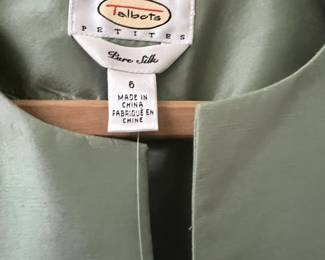 Talbots
PETITES
Pure Silk
6
MADE IN
CHINA
FABRIQUÉ EN
CHINE